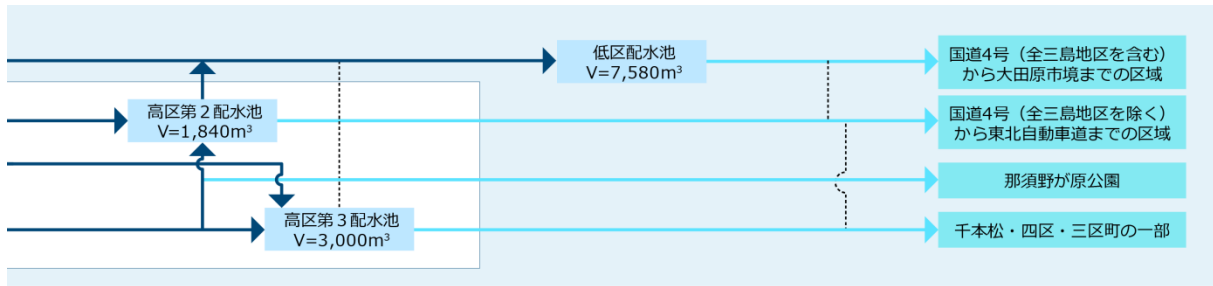 低区配水池
V=7,580m³
国道4号（全三島地区を含む）
から大田原市境までの区域
高区第２配水池
V=1,840m³
国道4号（全三島地区を除く）
から東北自動車道までの区域
那須野が原公園
高区第３配水池
V=3,000m³
千本松・四区・三区町の一部